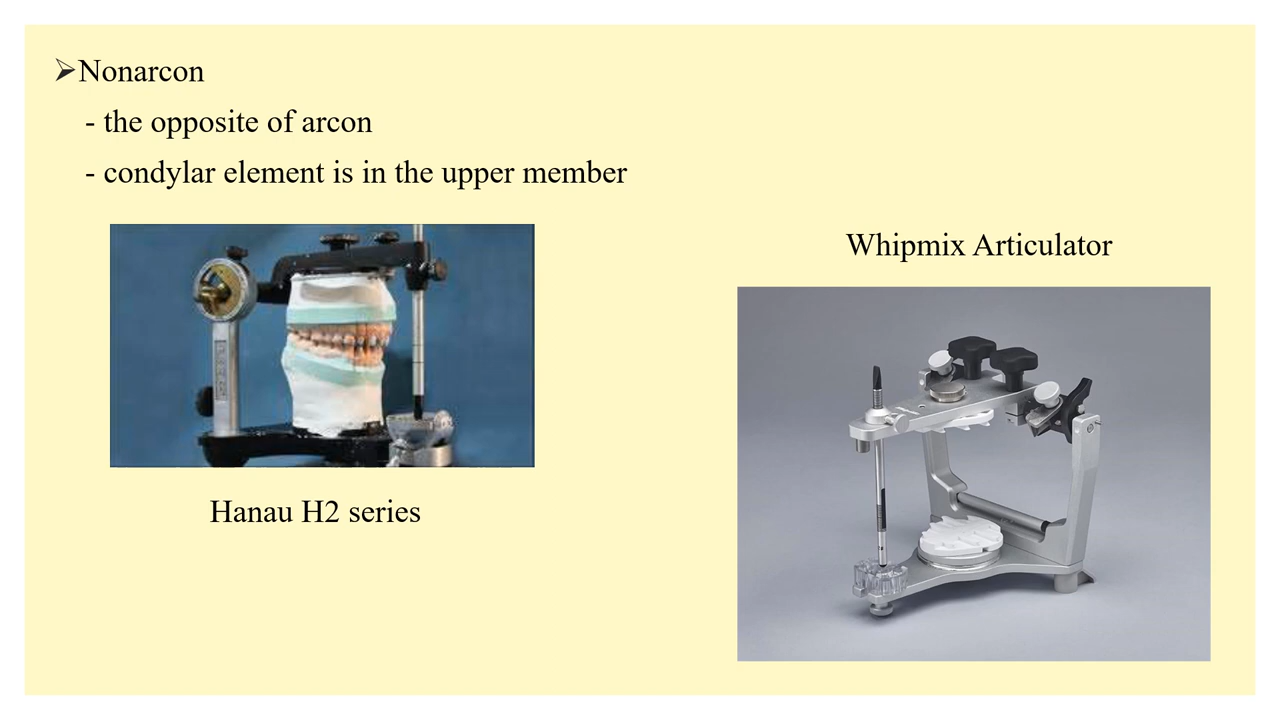 ➢Nonarcon
- the opposite of arcon
- condylar element is in the upper member
Whipmix Articulator
Hanau H2 series